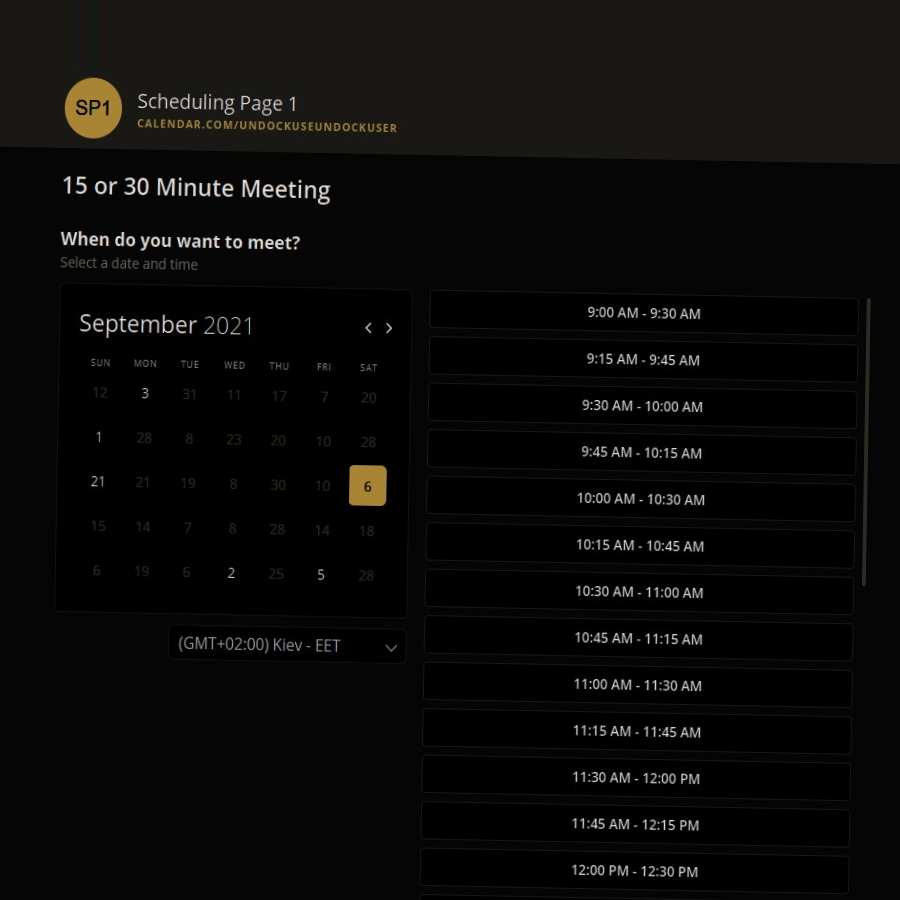 SP1
Scheduling Page 1
CALENDAR.COM/UNDOCKUSEUNDOCKUSER
15 or 30 Minute Meeting
When do you want to meet?
Select a date and time
September 2021
SUN MON TUE WED THU FRI SAT
12 3 31 11 17 7 20
1 28 8 23 20 10 28
21 21 19 8 30 10 6
15 14 7 8 28 14 18
6 19 6 2 25 5 28
(GMT+02:00) Kiev - EET
9:00 AM - 9:30 AM
9:15 AM - 9:45 AM
9:30 AM - 10:00 AM
9:45 AM - 10:15 AM
10:00 AM - 10:30 AM
10:15 AM - 10:45 AM
10:30 AM - 11:00 AM
10:45 AM - 11:15 AM
11:00 AM - 11:30 AM
11:15 AM - 11:45 AM
11:30 AM - 12:00 PM
11:45 AM - 12:15 PM
12:00 PM - 12:30 PM